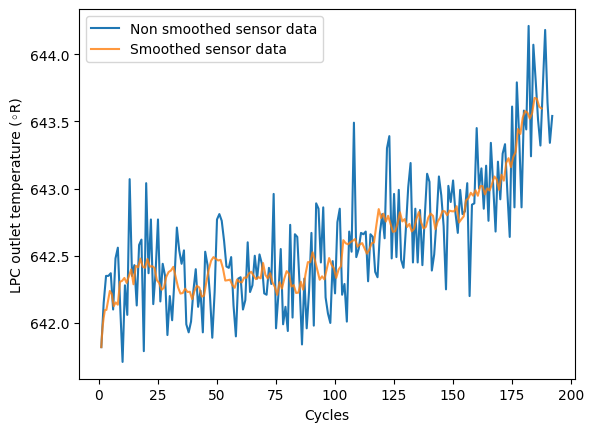 Non smoothed sensor data
Smoothed sensor data
LPC outlet temperature (◦R)
644.0
643.5
643.0
642.5
642.0
0 25 50 75 100 125 150 175 200
Cycles